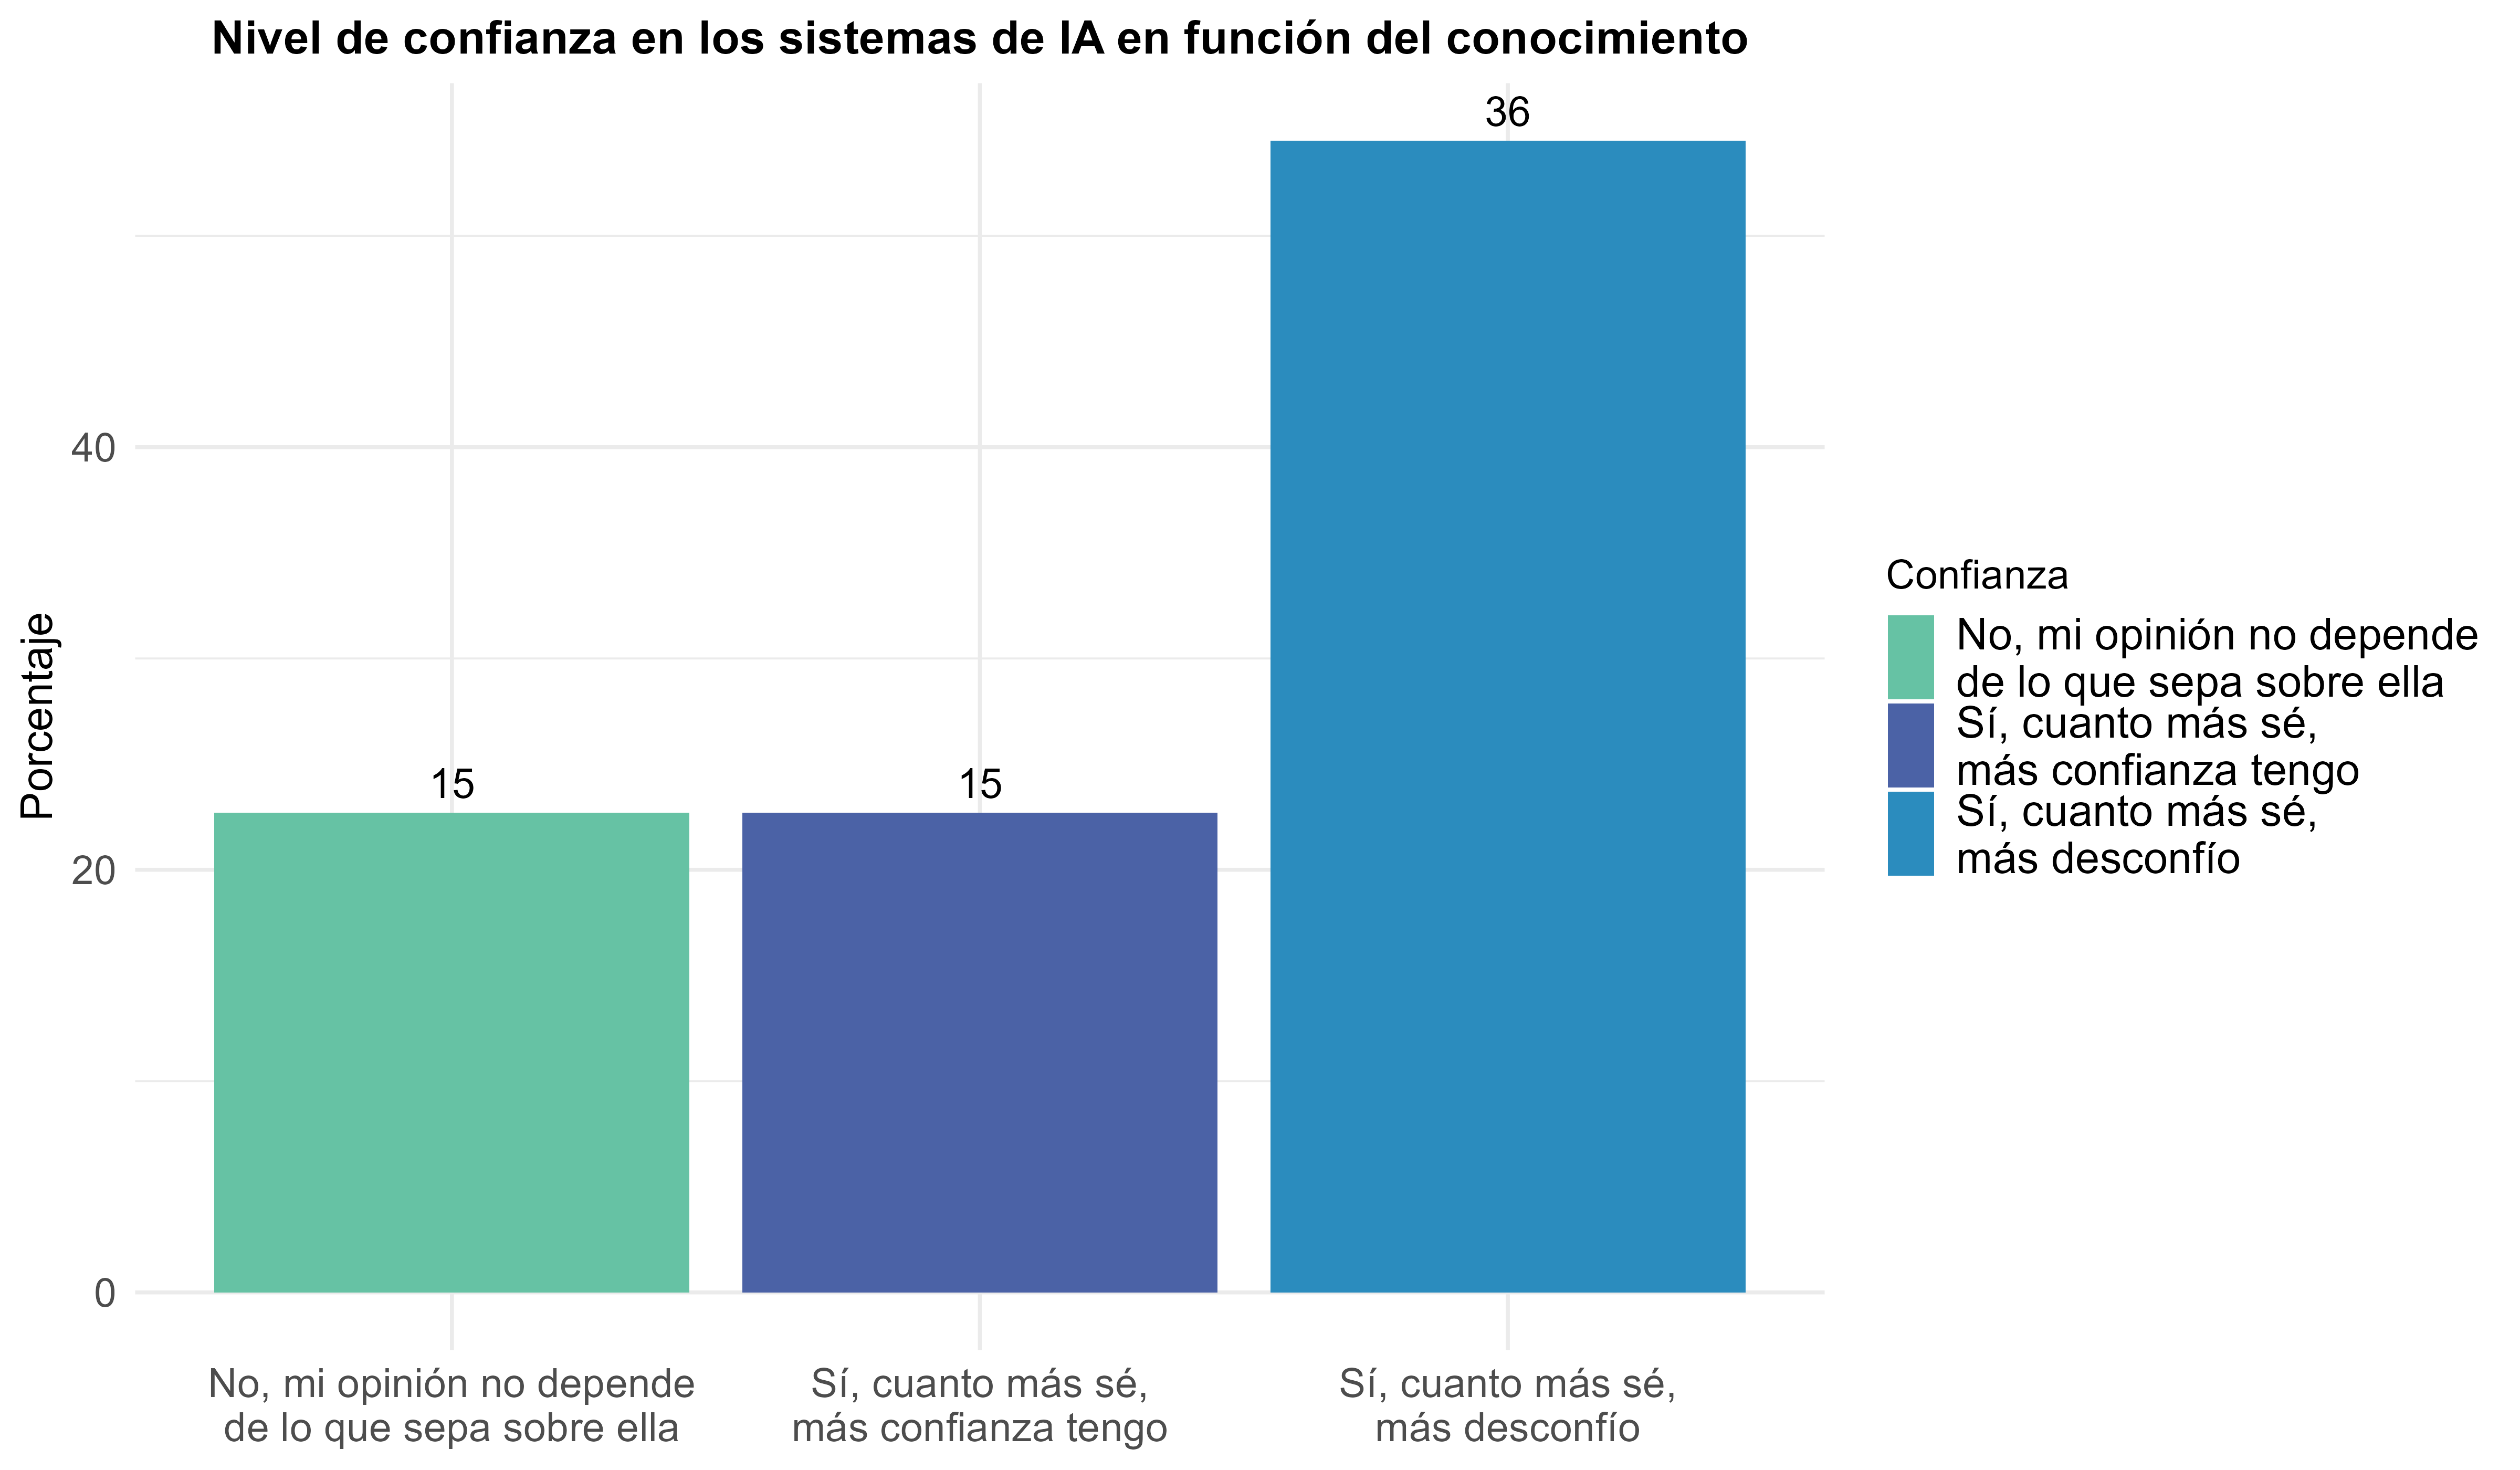 Nivel de confianza en los sistemas de IA en función del conocimiento
Porcentaje
40
20
0
15
15
36
No, mi opinión no depende
de lo que sepa sobre ella
Sí, cuanto más sé,
más confianza tengo
Sí, cuanto más sé,
más desconfío
Confianza
No, mi opinión no depende
de lo que sepa sobre ella
Sí, cuanto más sé,
más confianza tengo
Sí, cuanto más sé,
más desconfío